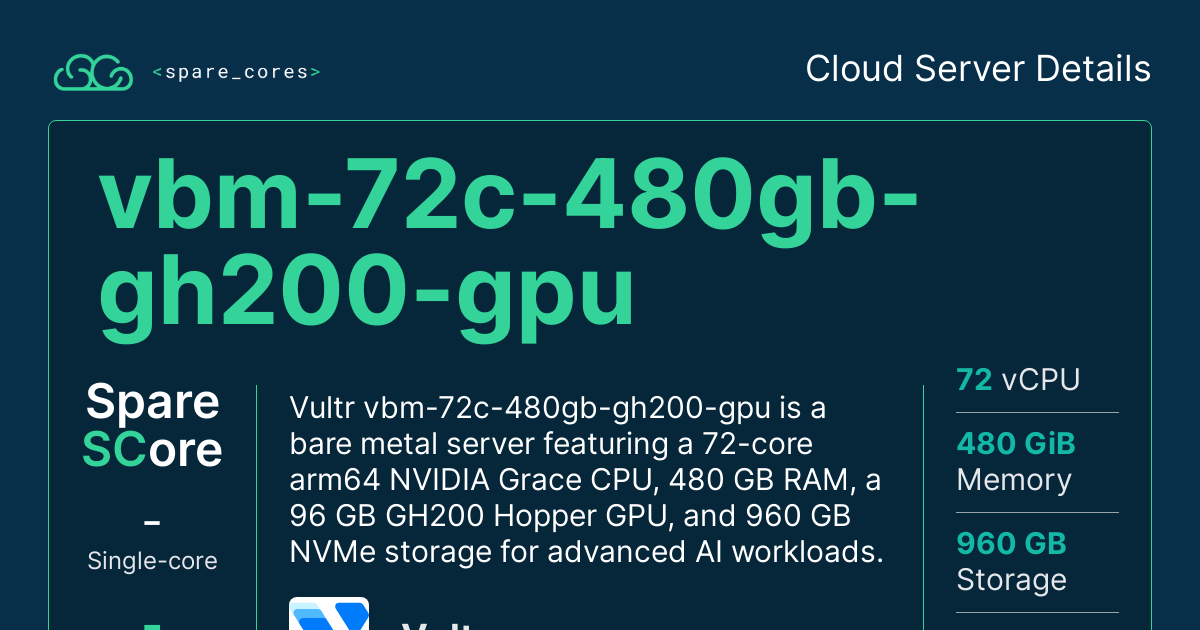 <spare_cores>
Cloud Server Details
vbm-72c-480gb-
gh200-gpu
Spare
SCore
–
Single-core
Vultr vbm-72c-480gb-gh200-gpu is a
bare metal server featuring a 72-core
arm64 NVIDIA Grace CPU, 480 GB RAM, a
96 GB GH200 Hopper GPU, and 960 GB
NVMe storage for advanced AI workloads.
72 vCPU
480 GiB
Memory
960 GB
Storage